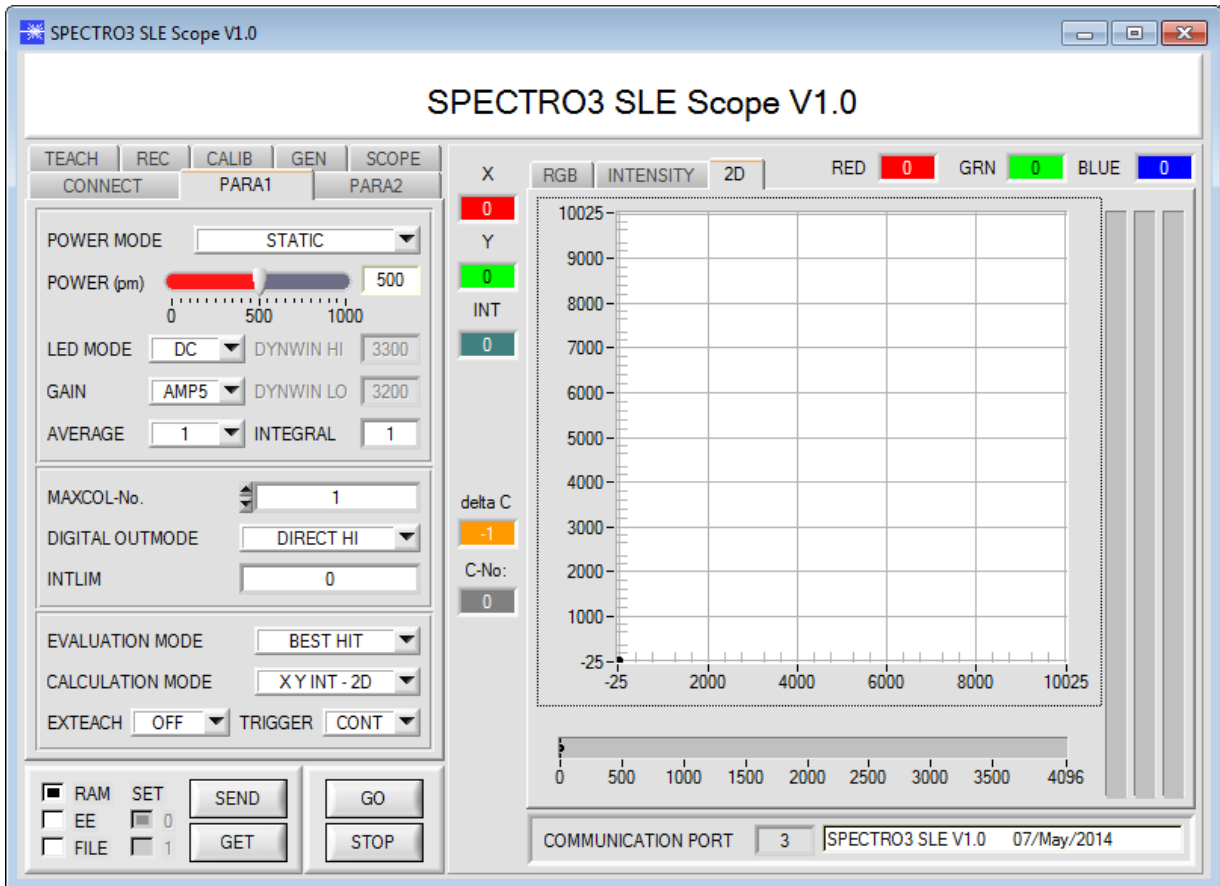 SPECTRO3 SLE Scope V1.0
SPECTRO3 SLE Scope V1.0
TEACH REC CALIB GEN SCOPE
CONNECT PARA1 PARA2
POWER MODE STATIC
POWER (pm) 500
0 500 1000
LED MODE DC DYNWIN HI 3300
GAIN AMP5 DYNWIN LO 3200
AVERAGE 1 INTEGRAL 1
MAXCOL-No. 1
DIGITAL OUTMODE DIRECT HI
INTLIM 0
EVALUATION MODE BEST HIT
CALCULATION MODE X Y INT - 2D
EXTEACH OFF TRIGGER CONT
RAM SET SEND GO
EE 0
FILE 1 GET STOP
X
0
Y
0
INT
0
delta C
-1
C-No:
0
RGB INTENSITY 2D RED 0 GRN 0 BLUE 0
10025
9000
8000
7000
6000
5000
4000
3000
2000
1000
-25
-25 2000 4000 6000 8000 10025
0 500 1000 1500 2000 2500 3000 3500 4096
COMMUNICATION PORT 3 SPECTRO3 SLE V1.0 07/May/2014